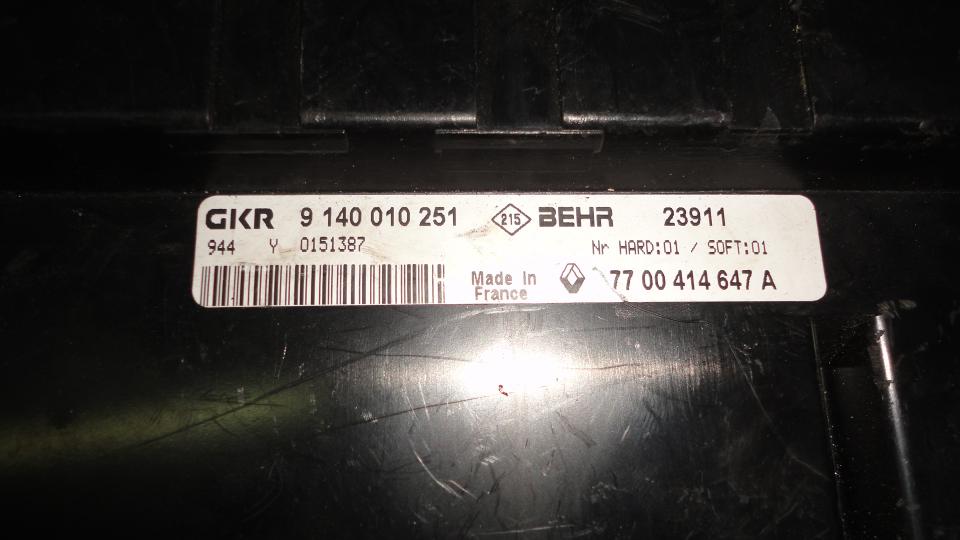 GKR 9 140 010 251 215 BEHR 23911
944 Y 0151387 Nr HARD:01 / SOFT:01
Made In France 77 00 414 647 A